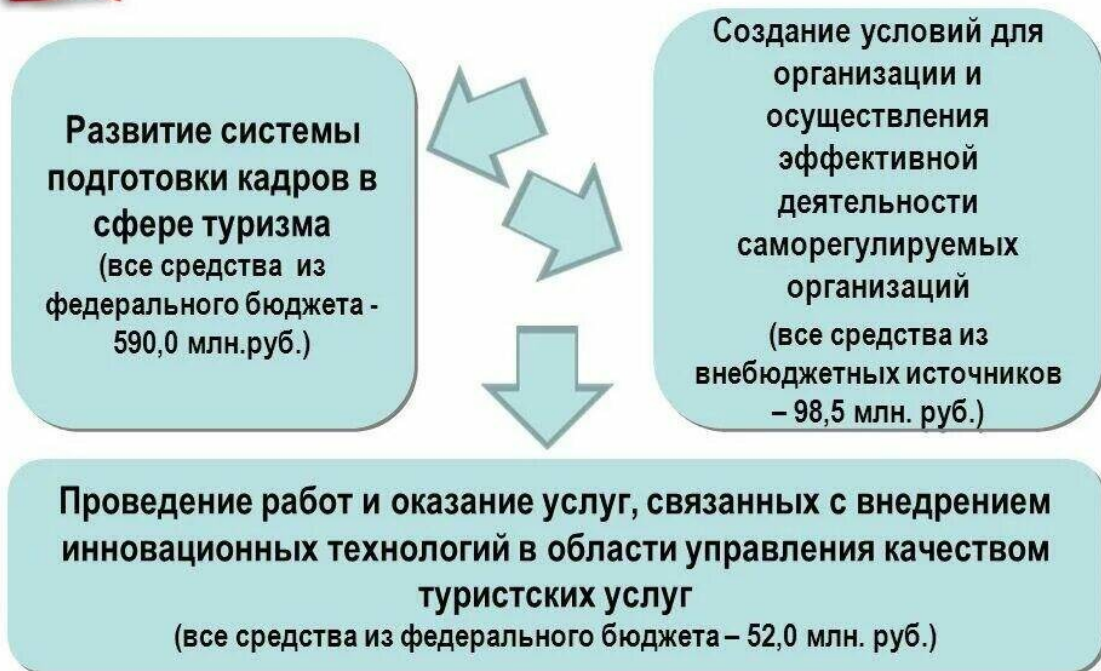 Развитие системы
подготовки кадров в
сфере туризма
(все средства из
федерального бюджета -
590,0 млн.руб.)
Создание условий для
организации и
осуществления
эффективной
деятельности
саморегулируемых
организаций
(все средства из
внебюджетных источников
– 98,5 млн. руб.)
Проведение работ и оказание услуг, связанных с внедрением
инновационных технологий в области управления качеством
туристских услуг
(все средства из федерального бюджета – 52,0 млн. руб.)